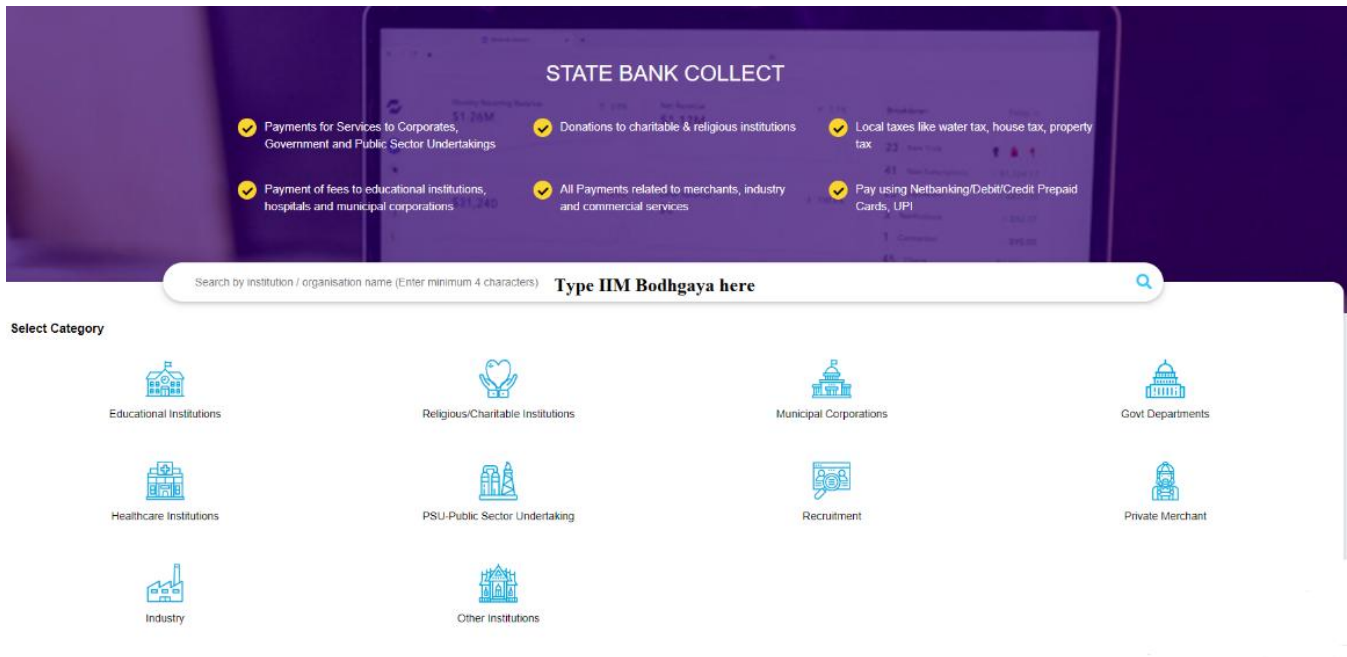 STATE BANK COLLECT
Payments for Services to Corporates,
Government and Public Sector Undertakings
Donations to charitable & religious institutions
Local taxes like water tax, house tax, property
tax
Payment of fees to educational institutions,
hospitals and municipal corporations
All Payments related to merchants, industry
and commercial services
Pay using Netbanking/Debit/Credit Prepaid
Cards, UPI
Search by institution / organisation name (Enter minimum 4 characters) Type IIM Bodhgaya here
Select Category
Educational Institutions
Religious/Charitable Institutions
Municipal Corporations
Govt Departments
Healthcare Institutions
PSU-Public Sector Undertaking
Recruitment
Private Merchant
Industry
Other Institutions